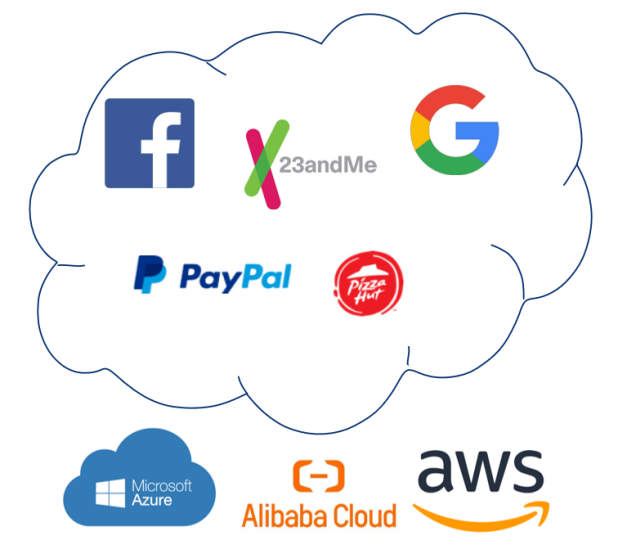 f
23andMe
G
PayPal
Pizza
Hut
Microsoft
Azure
Alibaba Cloud
aws